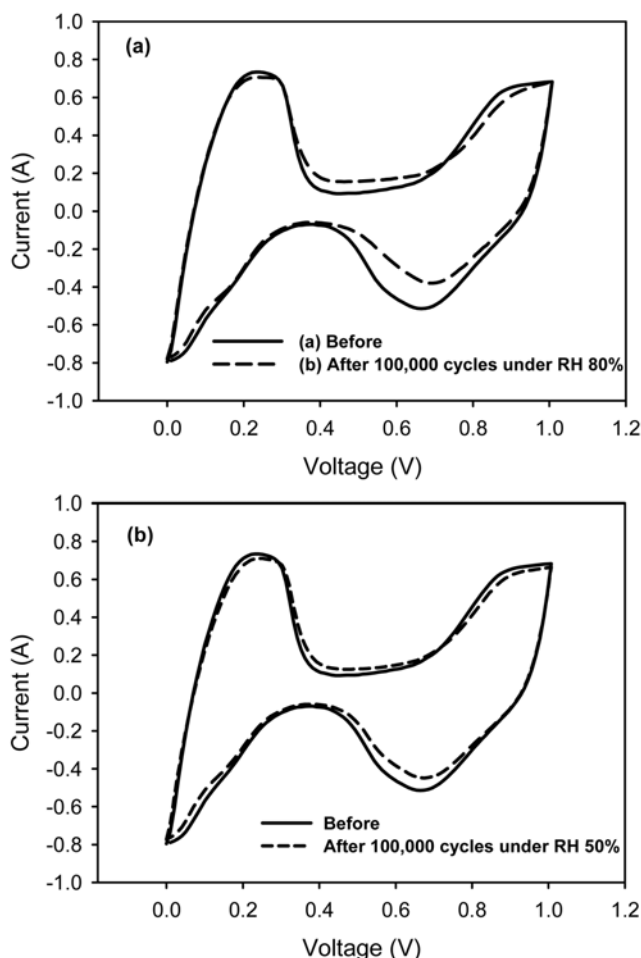 1.0
(a)
0.8
0.6
0.4
0.2
0.0
-0.2
-0.4
-0.6
-0.8
-1.0
Current (A)
(a) Before
(b) After 100,000 cycles under RH 80%
0.0 0.2 0.4 0.6 0.8 1.0 1.2
Voltage (V)
1.0
(b)
0.8
0.6
0.4
0.2
0.0
-0.2
-0.4
-0.6
-0.8
-1.0
Current (A)
Before
After 100,000 cycles under RH 50%
0.0 0.2 0.4 0.6 0.8 1.0 1.2
Voltage (V)